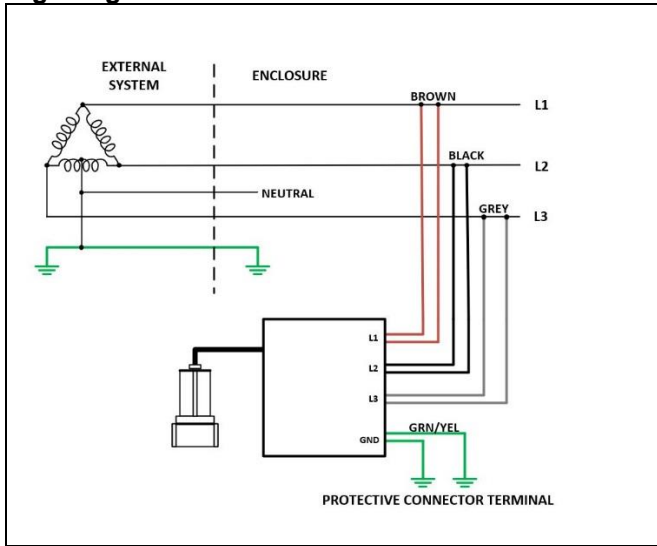 EXTERNAL
SYSTEM
ENCLOSURE
BROWN
L1
BLACK
L2
NEUTRAL
GREY
L3
L1
L2
L3
GND
GRN/YEL
PROTECTIVE CONNECTOR TERMINAL